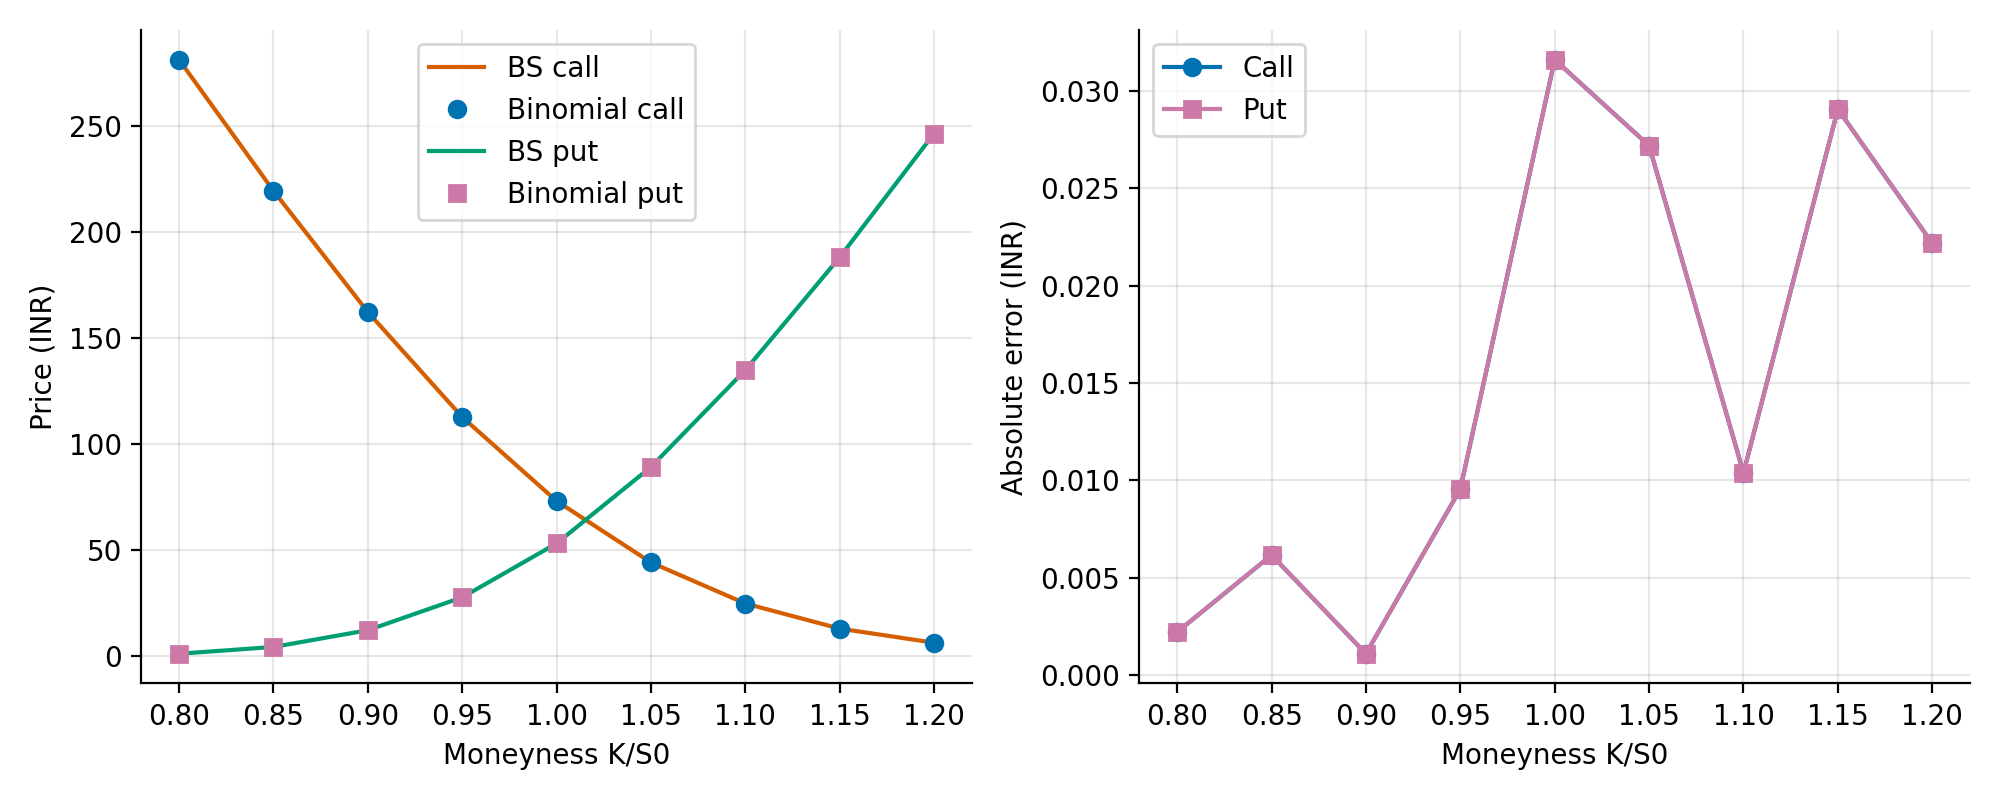 BS call
Binomial call
BS put
Binomial put
Price (INR)
250
200
150
100
50
0
0.80 0.85 0.90 0.95 1.00 1.05 1.10 1.15 1.20
Moneyness K/S0
Call
Put
Absolute error (INR)
0.030
0.025
0.020
0.015
0.010
0.005
0.000
0.80 0.85 0.90 0.95 1.00 1.05 1.10 1.15 1.20
Moneyness K/S0